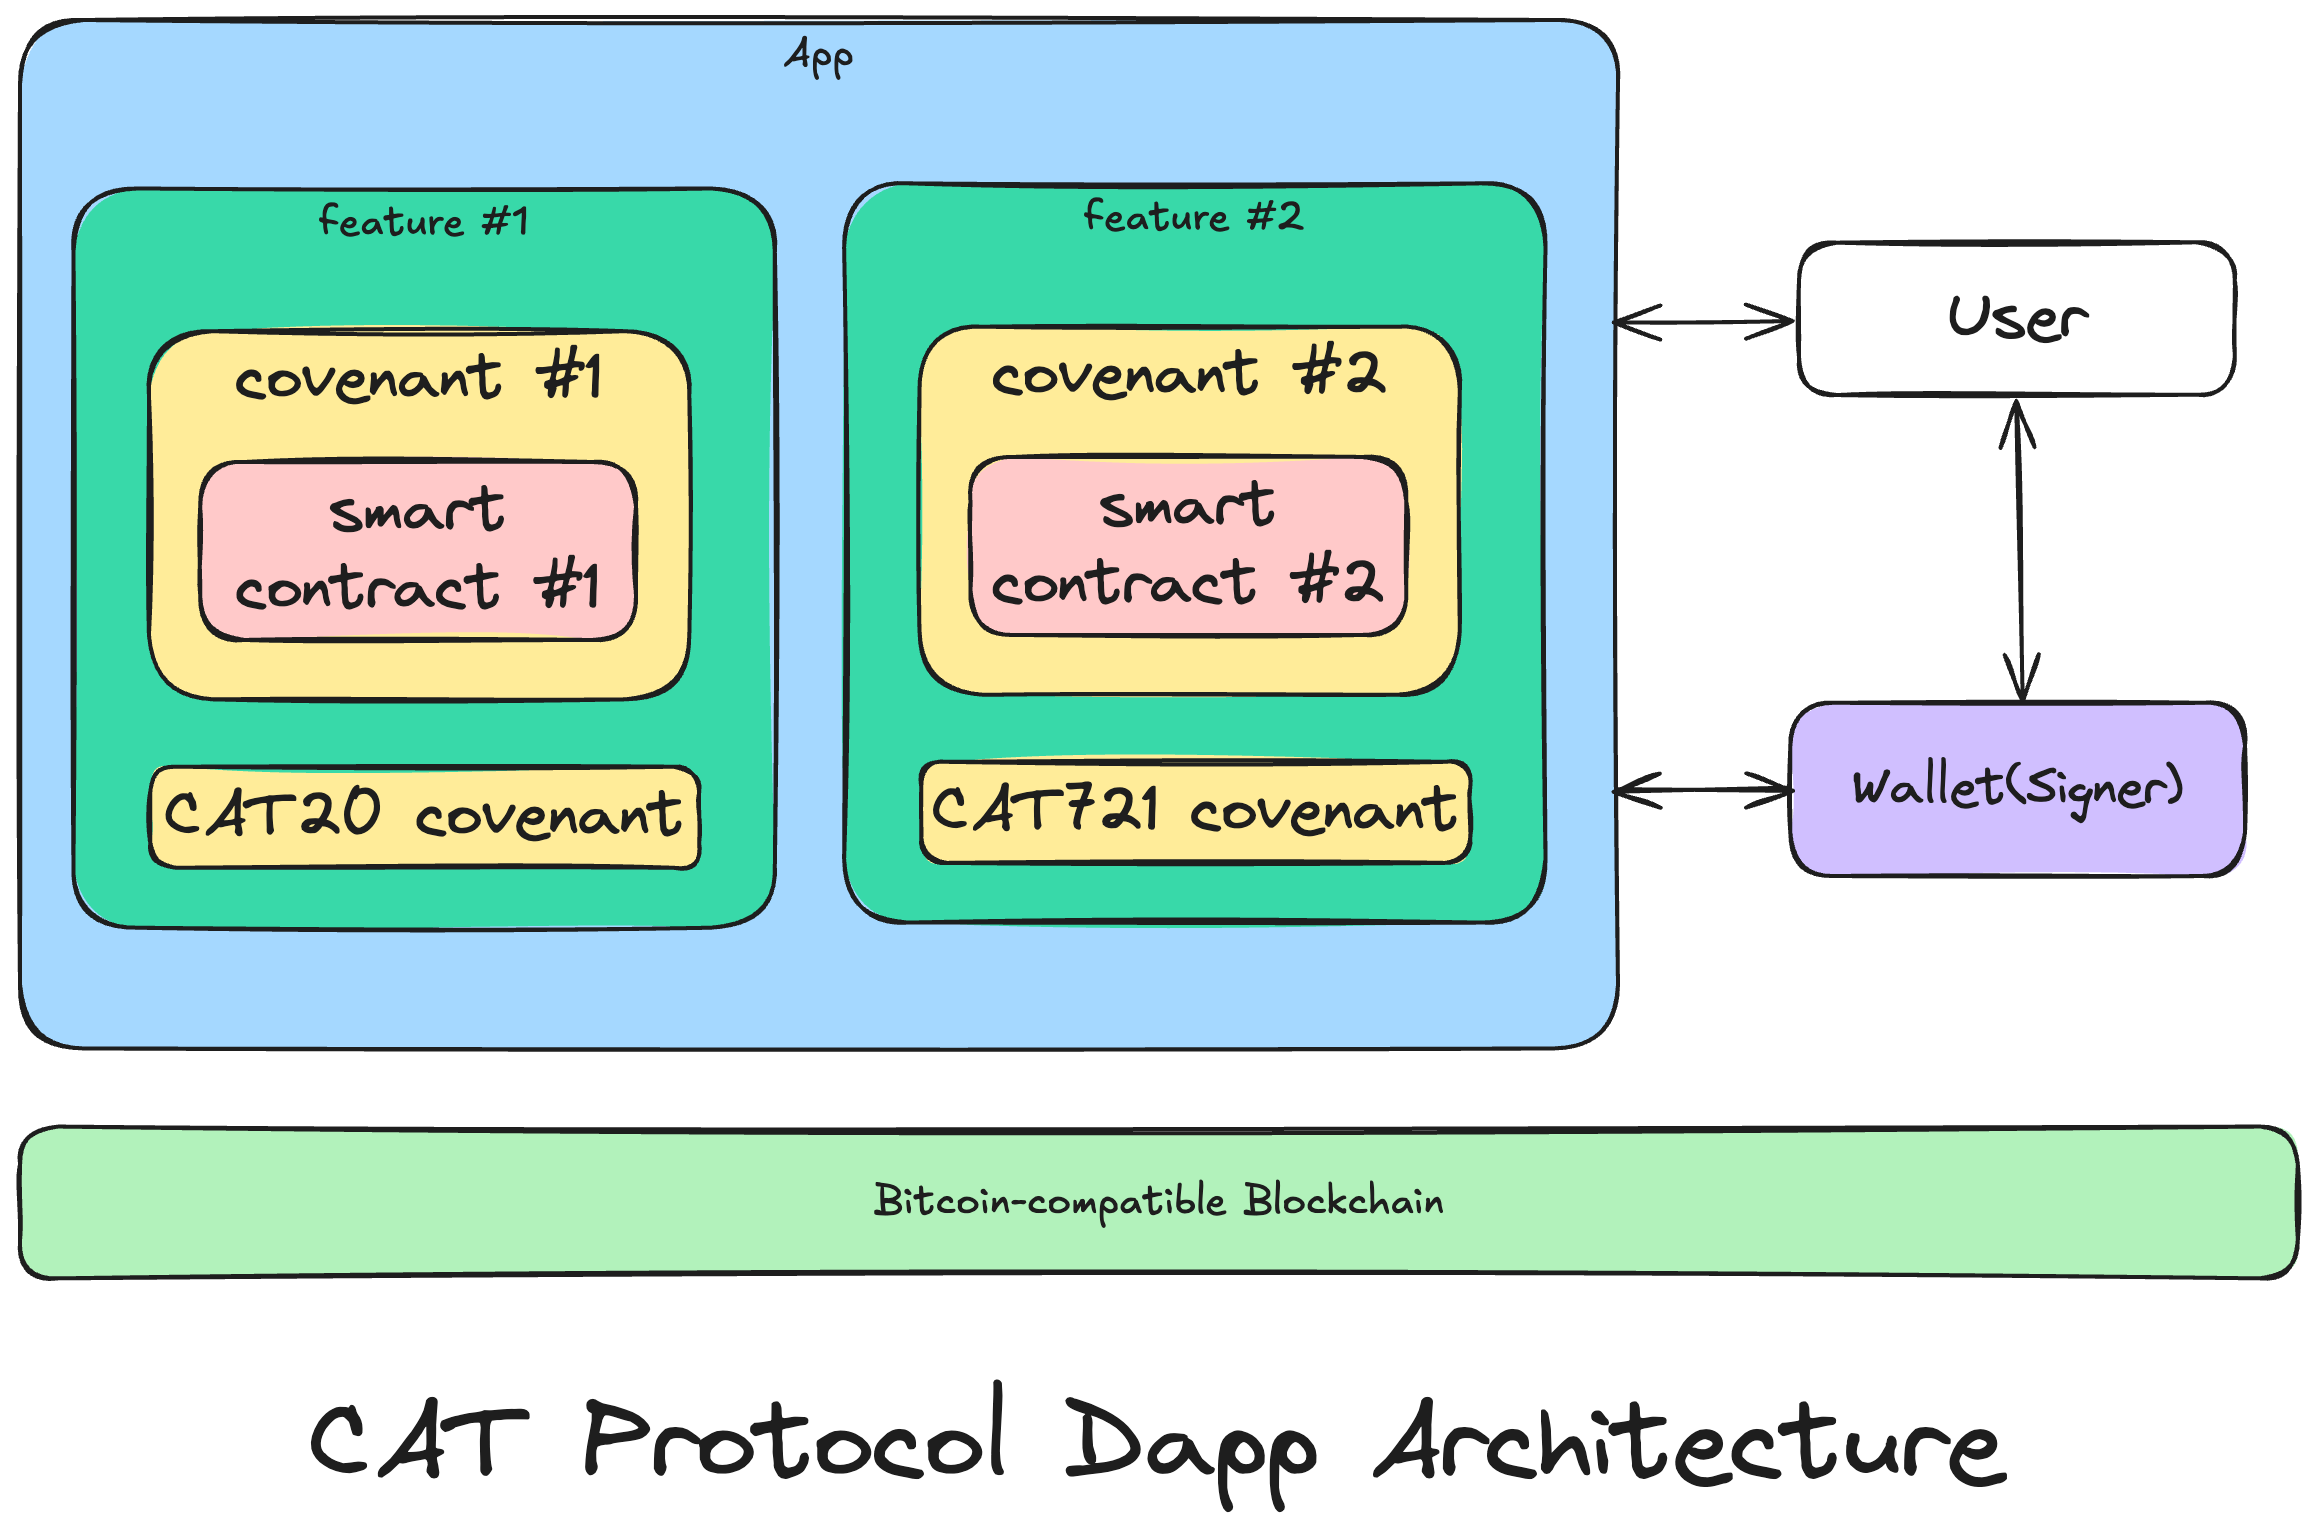 App
feature #1
covenant #1
smart
contract #1
CAT20 covenant
feature #2
covenant #2
smart
contract #2
CAT721 covenant
User
Wallet(Signer)
Bitcoin-compatible Blockchain
CAT Protocol Dapp Architecture